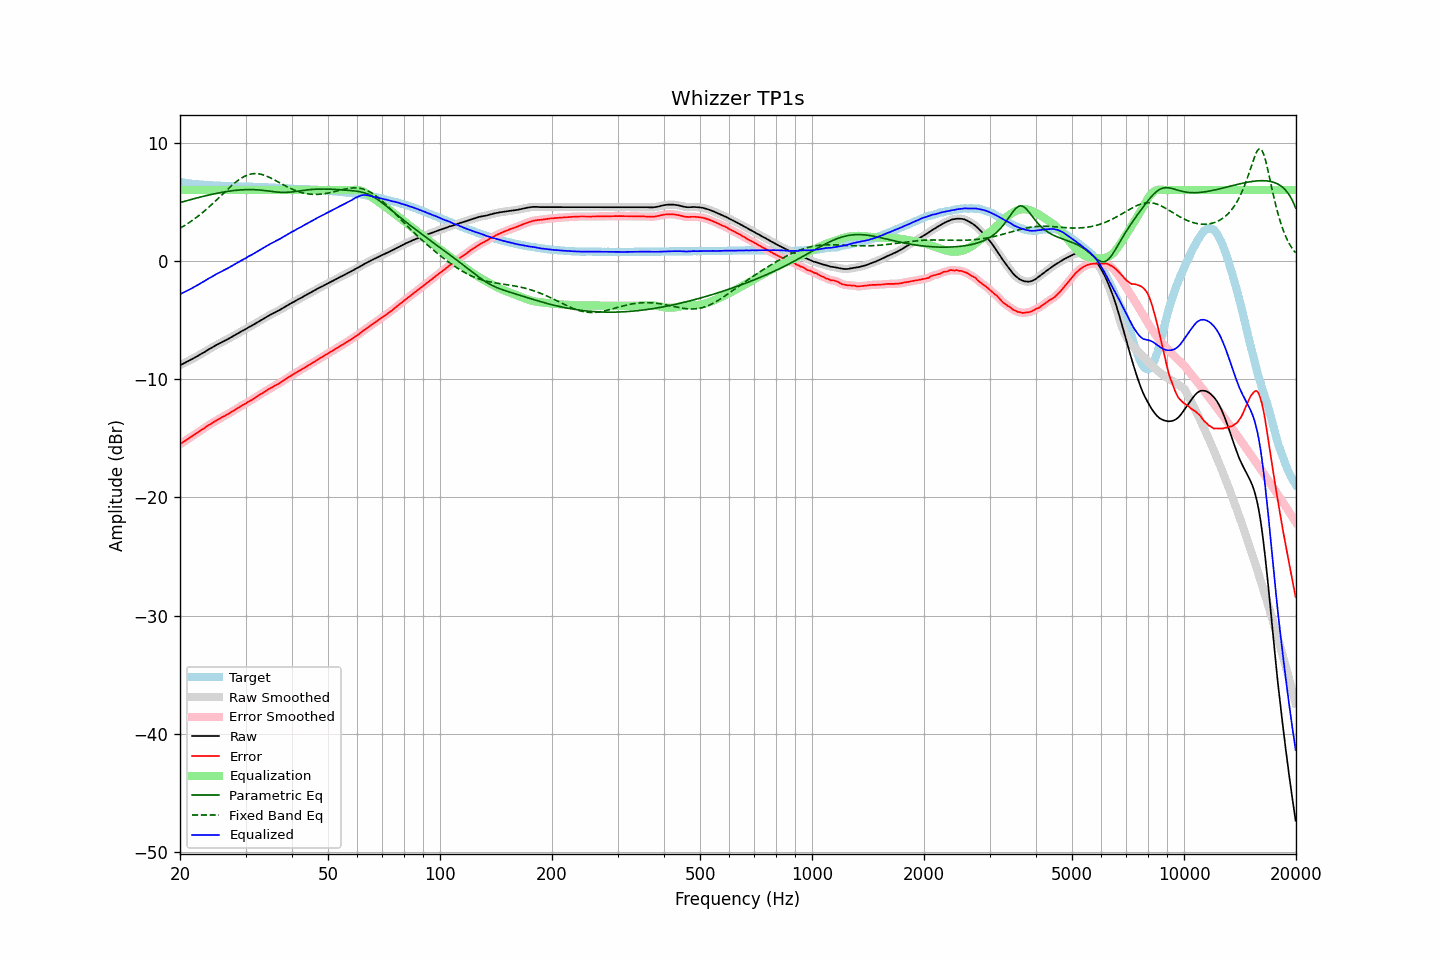 Whizzer TP1s
Amplitude (dBr)
10
0
−10
−20
−30
−40
−50
Target
Raw Smoothed
Error Smoothed
Raw
Error
Equalization
Parametric Eq
Fixed Band Eq
Equalized
20 50 100 200 500 1000 2000 5000 10000 20000
Frequency (Hz)